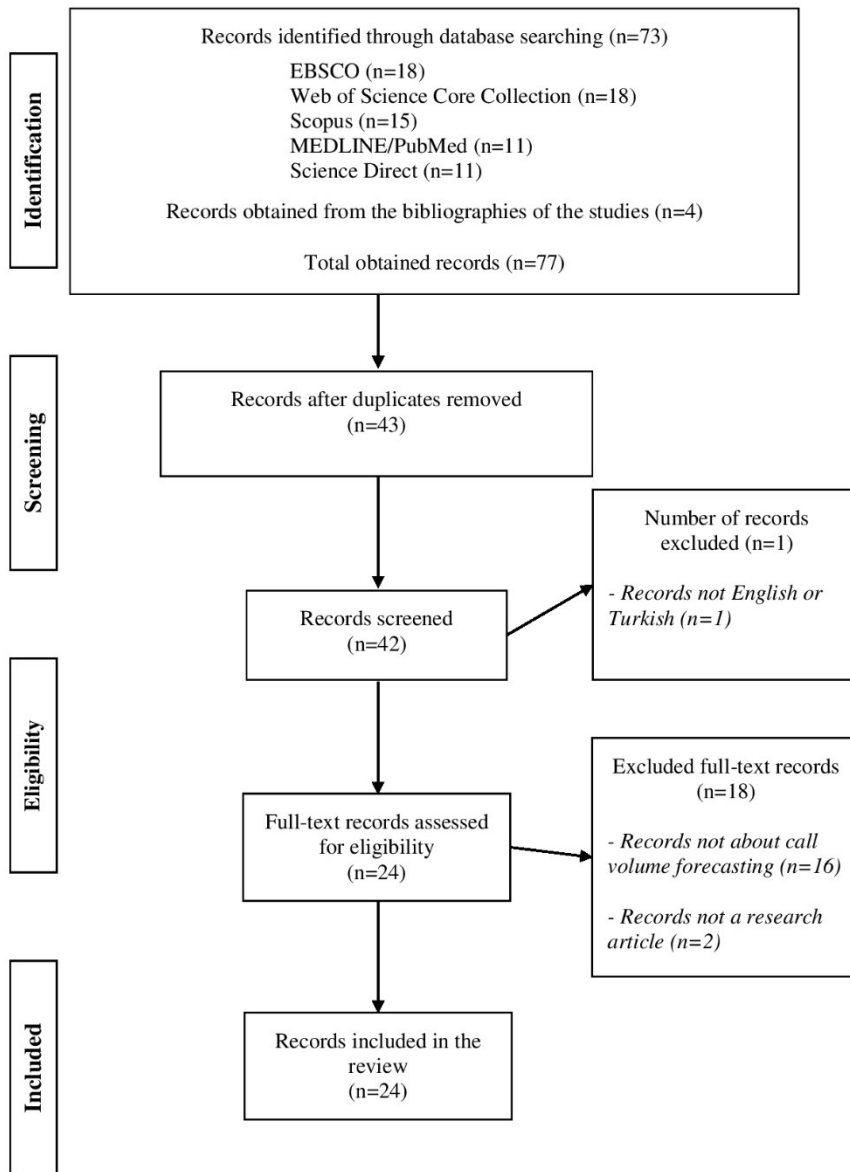 Identification
Records identified through database searching (n=73)
EBSCO (n=18)
Web of Science Core Collection (n=18)
Scopus (n=15)
MEDLINE/PubMed (n=11)
Science Direct (n=11)
Records obtained from the bibliographies of the studies (n=4)
Total obtained records (n=77)
Screening
Records after duplicates removed
(n=43)
Records screened
(n=42)
Number of records
excluded (n=1)
- Records not English or
Turkish (n=1)
Eligibility
Full-text records assessed
for eligibility
(n=24)
Excluded full-text records
(n=18)
- Records not about call
volume forecasting (n=16)
- Records not a research
article (n=2)
Included
Records included in the
review
(n=24)